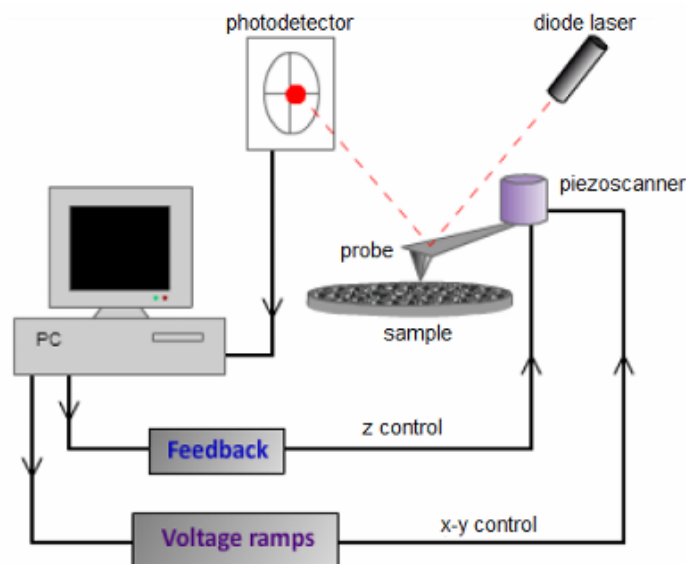 photodetector
diode laser
piezoscanner
probe
sample
PC
z control
Feedback
x-y control
Voltage ramps